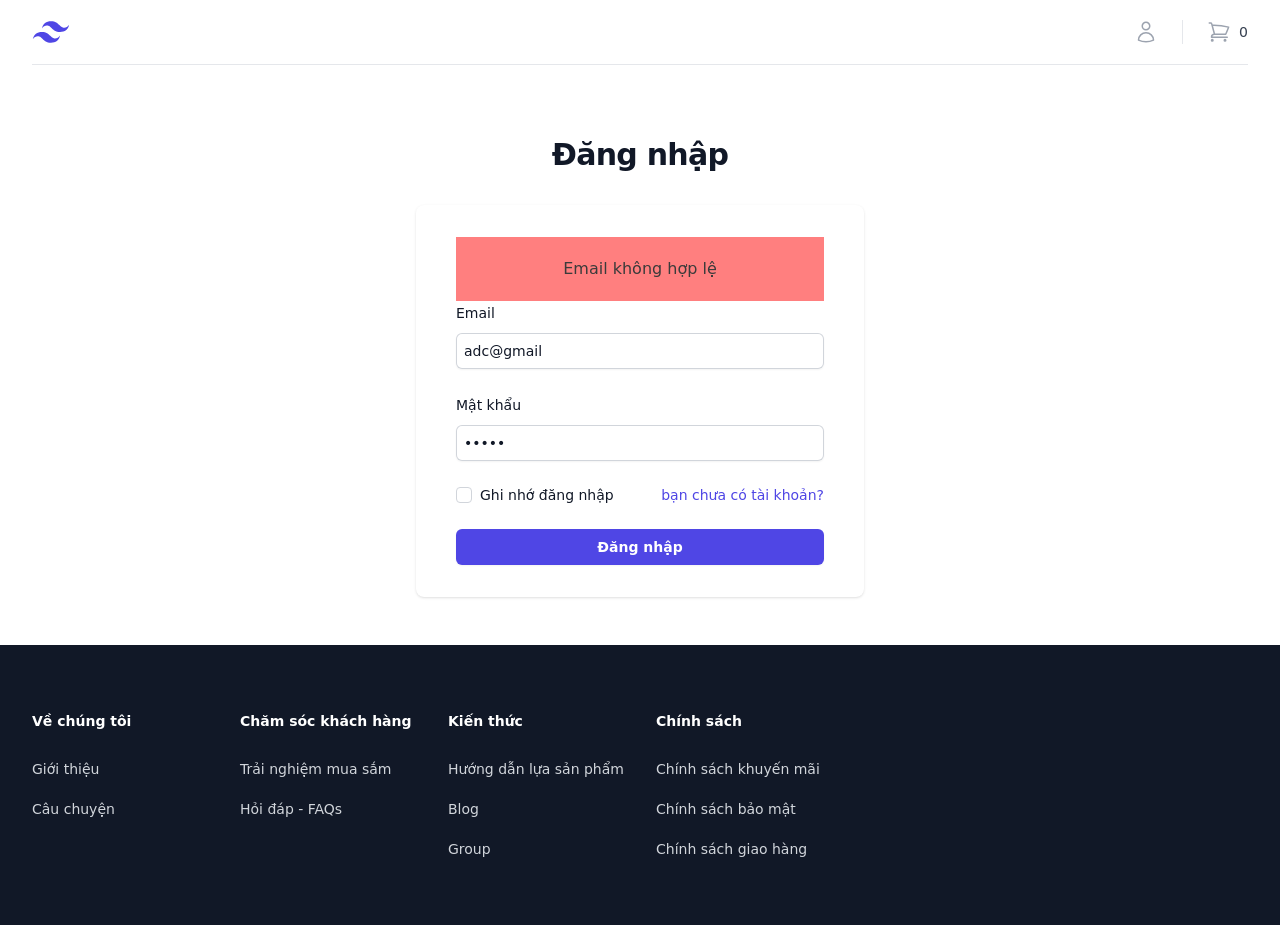 0
Đăng nhập
Email không hợp lệ
Email
adc@gmail
Mật khẩu
•••••
Ghi nhớ đăng nhập
bạn chưa có tài khoản?
Đăng nhập
Về chúng tôi
Giới thiệu
Câu chuyện
Chăm sóc khách hàng
Trải nghiệm mua sắm
Hỏi đáp - FAQs
Kiến thức
Hướng dẫn lựa sản phẩm
Blog
Group
Chính sách
Chính sách khuyến mãi
Chính sách bảo mật
Chính sách giao hàng